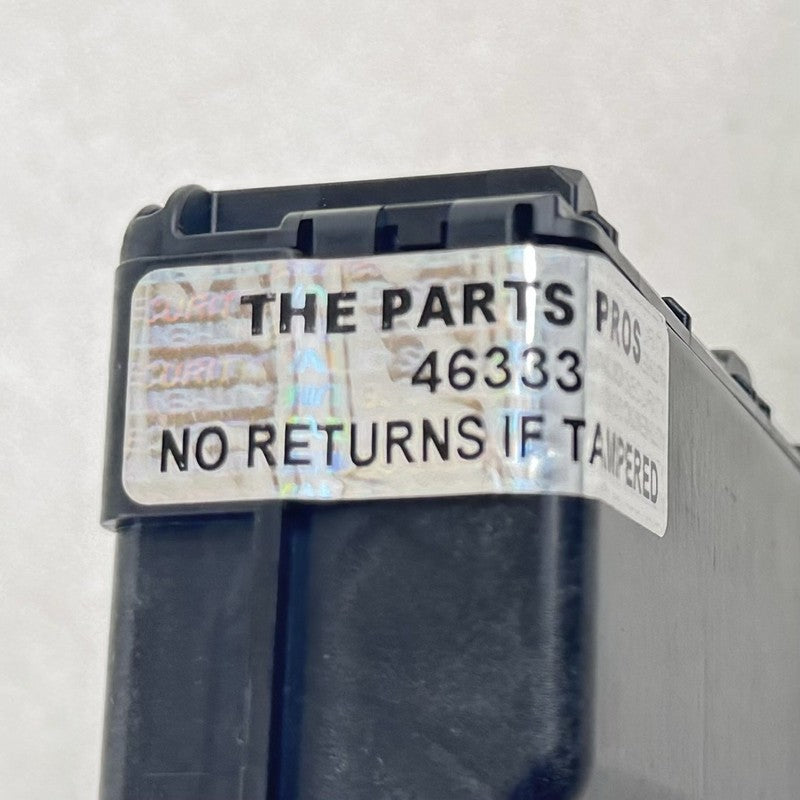 THE PARTS PROS
46333
NO RETURNS IF TAMPERED